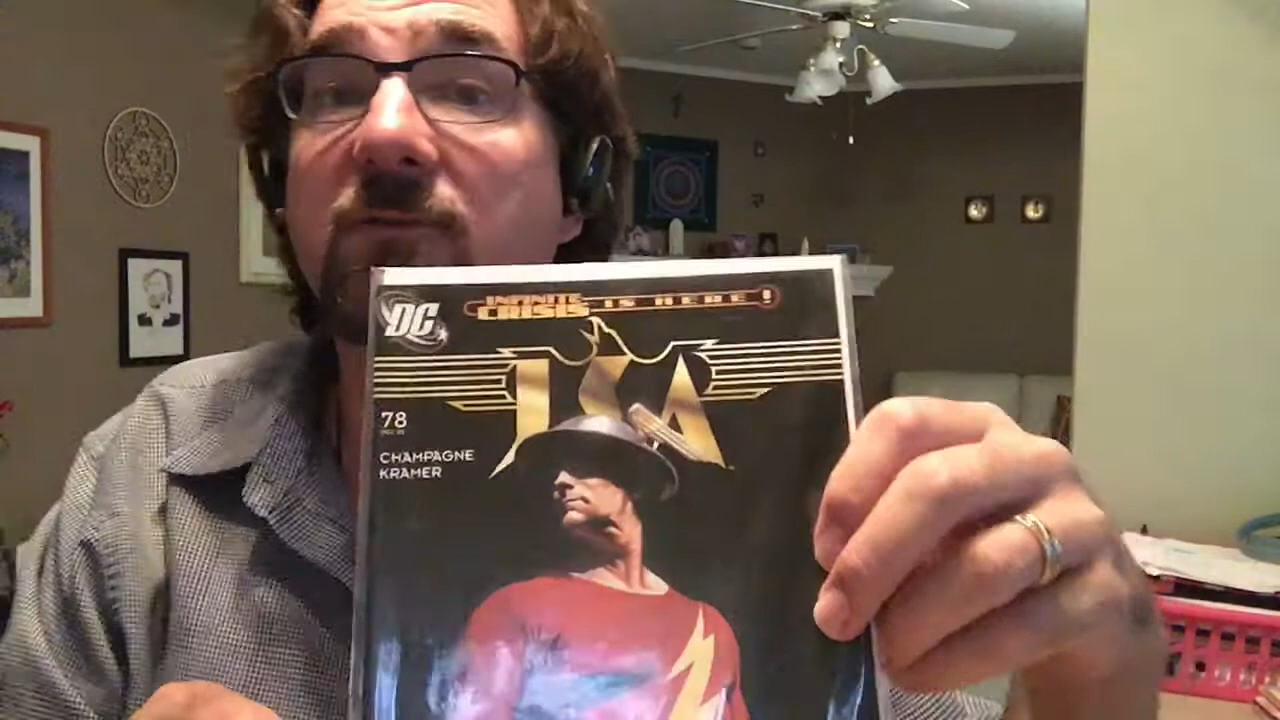 DC
INFINITE
CRISIS IS HERE!
JSA
78
CHAMPAGNE
KRAMER